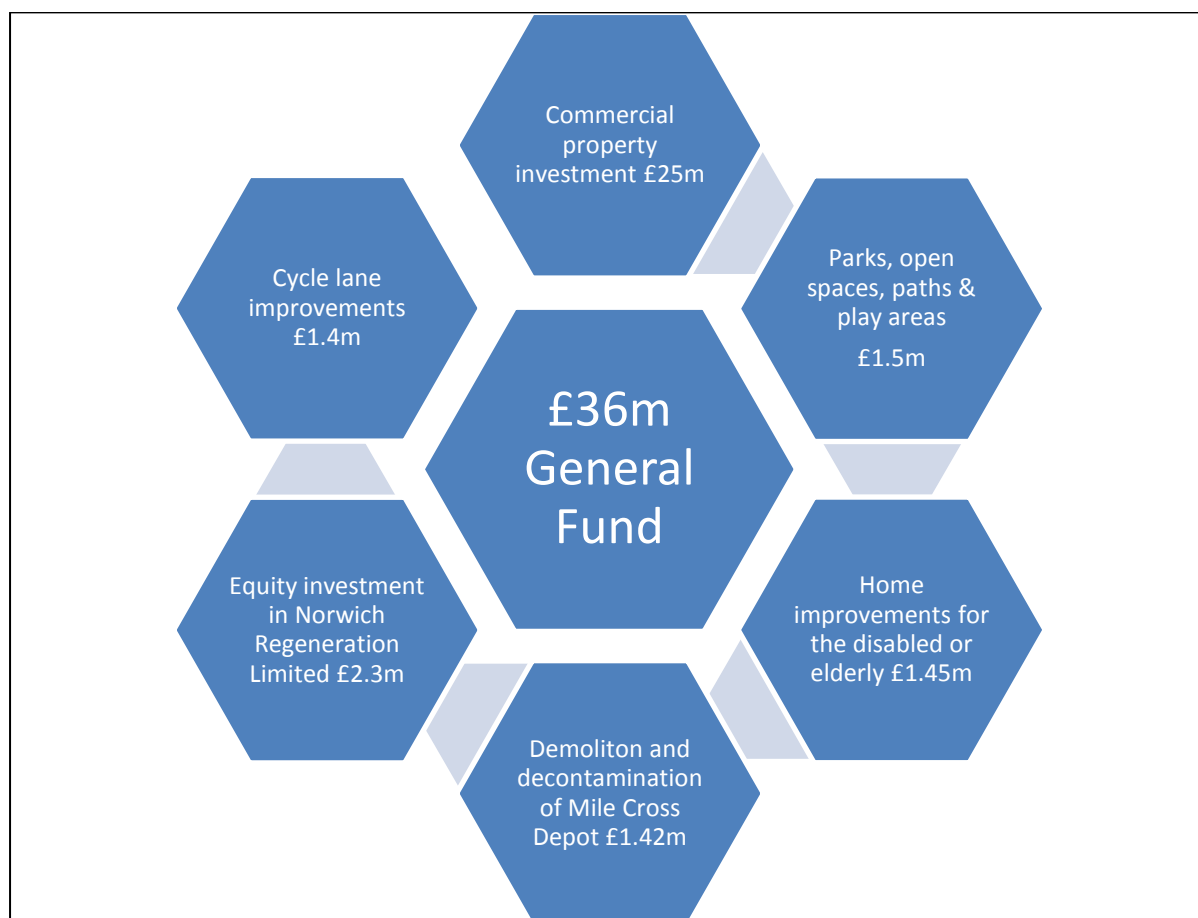 Commercial
property
investment £25m
Parks, open
spaces, paths &
play areas
£1.5m
Home
improvements for
the disabled or
elderly £1.45m
Demoliton and
decontamination
of Mile Cross
Depot £1.42m
Equity investment
in Norwich
Regeneration
Limited £2.3m
Cycle lane
improvements
£1.4m
£36m
General
Fund